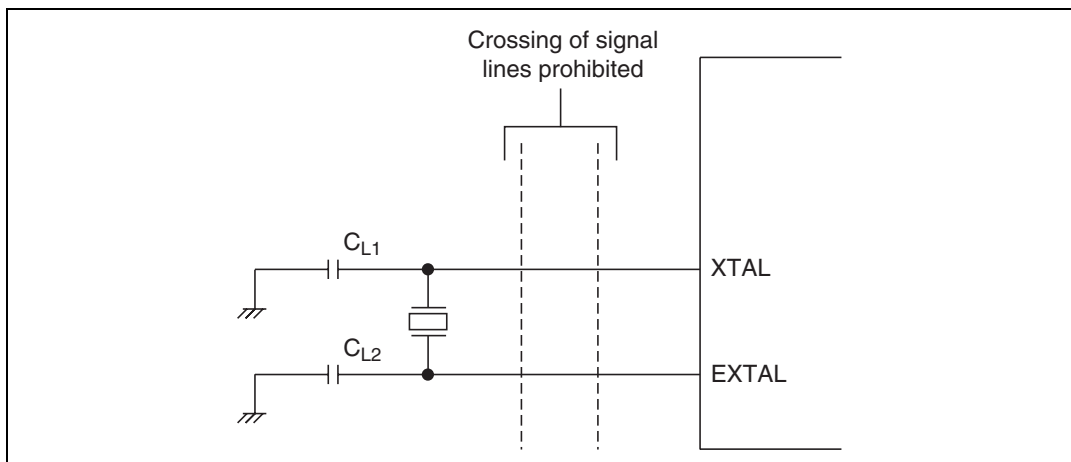 Crossing of signal
lines prohibited
CL1
XTAL
CL2
EXTAL